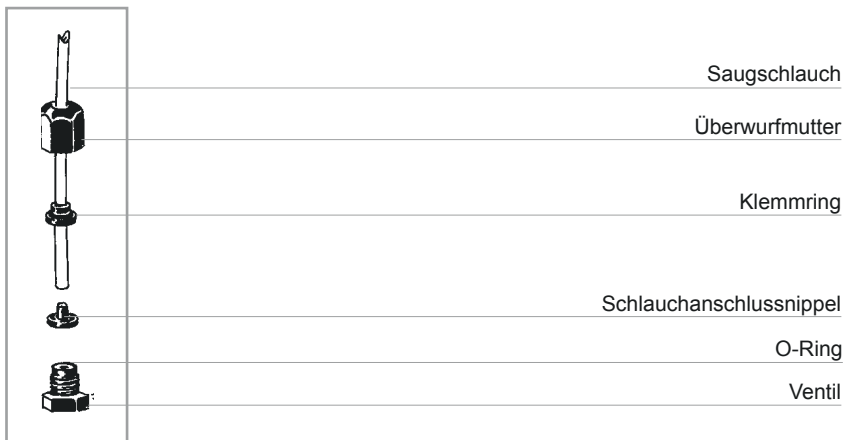 Saugschlauch
Überwurfmutter
Klemmring
Schlauchanschlussnippel
O-Ring
Ventil